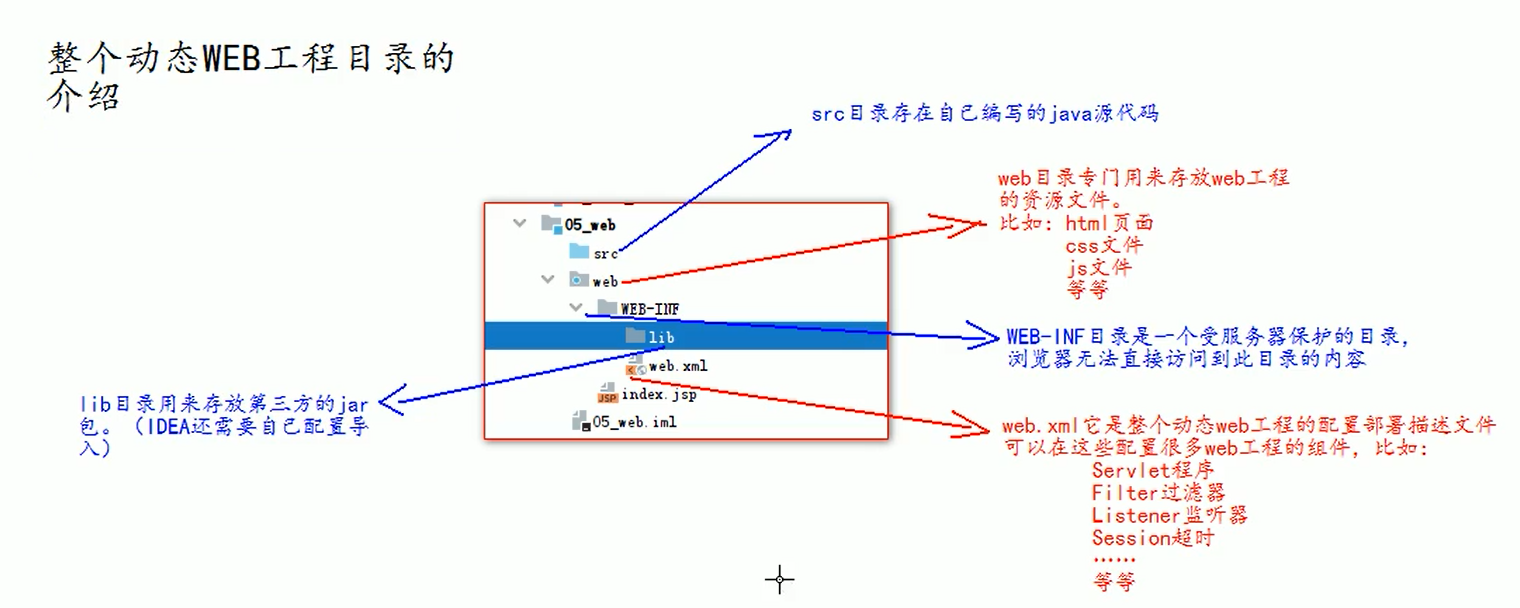 整个动态WEB工程目录的
介绍
src目录存在自己编写的java源代码
web目录专门用来存放web工程
的资源文件。
比如: html页面
css文件
js文件
等等
05_web
src
web
WEB-INF
lib
web.xml
JSP
index.jsp
05_web.iml
WEB-INF目录是一个受服务器保护的目录,
浏览器无法直接访问到此目录的内容
lib目录用来存放第三方的jar
包。（IDEA还需要自己配置导
入）
web.xml它是整个动态web工程的配置部署描述文件
可以在这些配置很多web工程的组件, 比如:
Servlet程序
Filter过滤器
Listener监听器
Session超时
……
等等